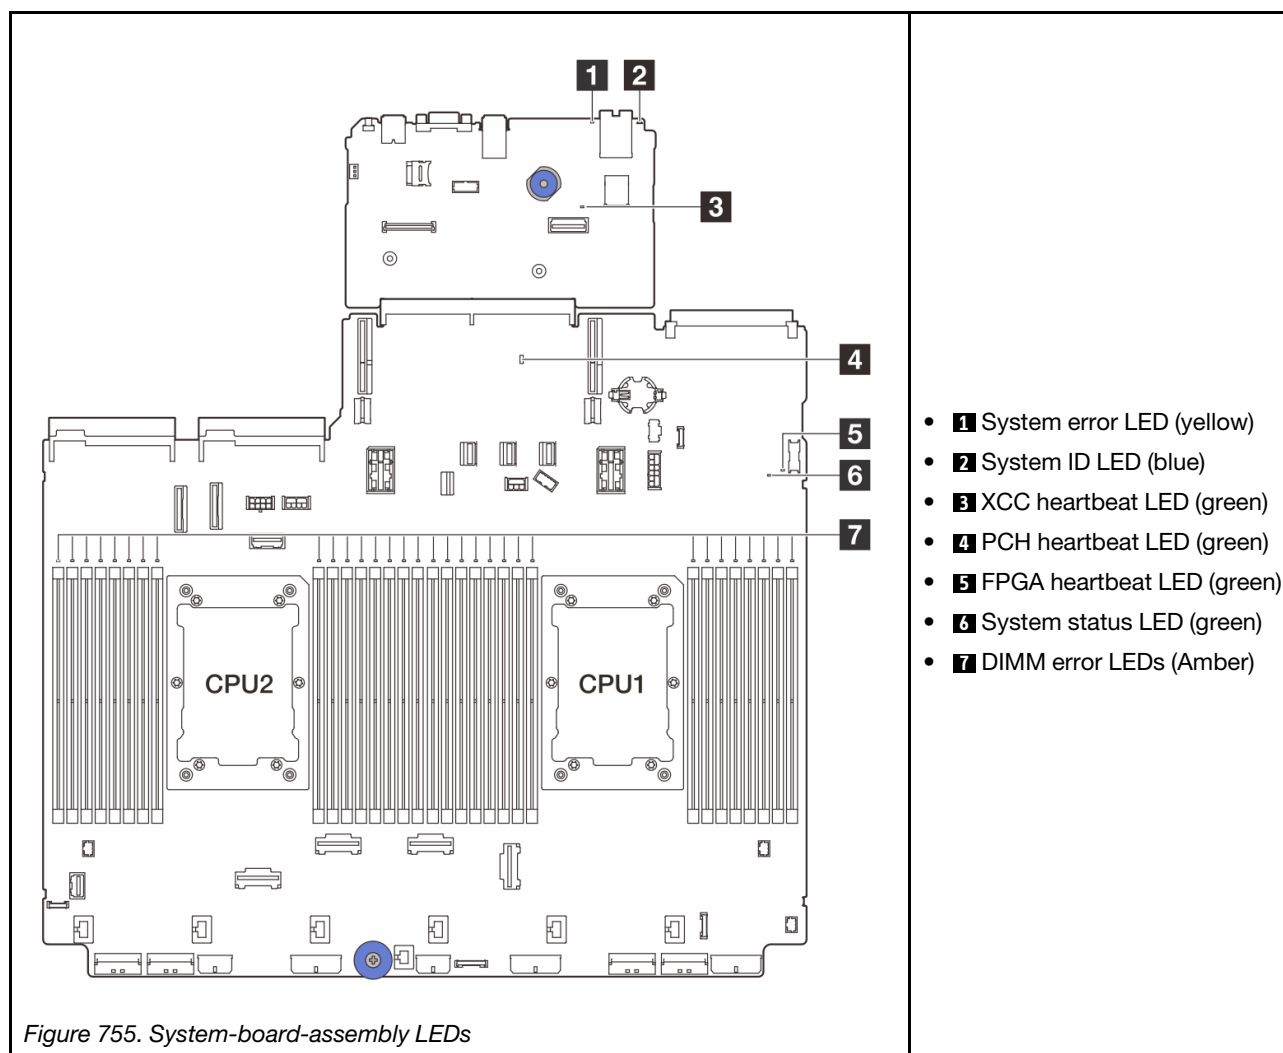 1 2
3
4
5
6
7
CPU2 CPU1
Figure 755. System-board-assembly LEDs
• 1 System error LED (yellow)
• 2 System ID LED (blue)
• 3 XCC heartbeat LED (green)
• 4 PCH heartbeat LED (green)
• 5 FPGA heartbeat LED (green)
• 6 System status LED (green)
• 7 DIMM error LEDs (Amber)